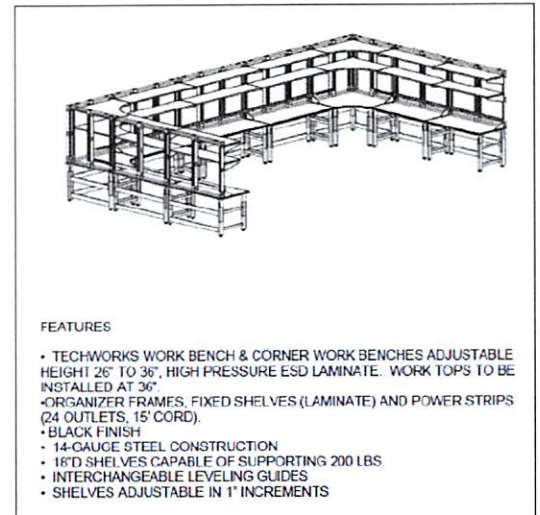 FEATURES
• TECHWORKS WORK BENCH & CORNER WORK BENCHES ADJUSTABLE
HEIGHT 26" TO 36", HIGH PRESSURE ESD LAMINATE. WORK TOPS TO BE
INSTALLED AT 36".
•ORGANIZER FRAMES, FIXED SHELVES (LAMINATE) AND POWER STRIPS
(24 OUTLETS, 15' CORD).
• BLACK FINISH
• 14-GAUGE STEEL CONSTRUCTION
• 18"D SHELVES CAPABLE OF SUPPORTING 200 LBS.
• INTERCHANGEABLE LEVELING GUIDES
• SHELVES ADJUSTABLE IN 1" INCREMENTS